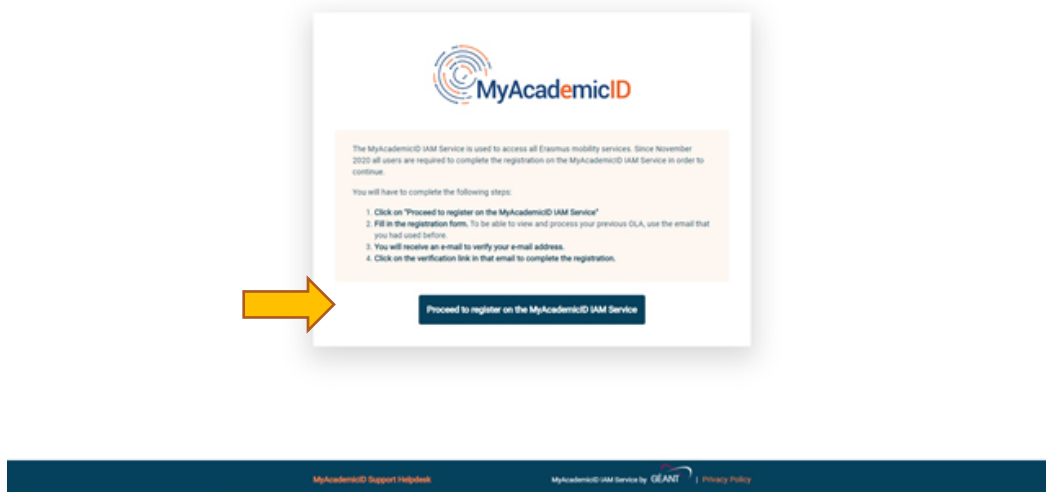 MyAcademicID
The MyAcademicID IAM Service is used to access all Erasmus mobility services. Since November
2020 all users are required to complete the registration on the MyAcademicID IAM Service in order to
continue.
You will have to complete the following steps:
1. Click on "Proceed to register on the MyAcademicID IAM Service"
2. Fill in the registration form. To be able to view and process your previous OLA, use the email that
you had used before.
3. You will receive an e-mail to verify your e-mail address.
4. Click on the verification link in that email to complete the registration.
Proceed to register on the MyAcademicID IAM Service
MyAcademicID Support Helpdesk
MyAcademicID IAM Service by GÉANT | Privacy Policy